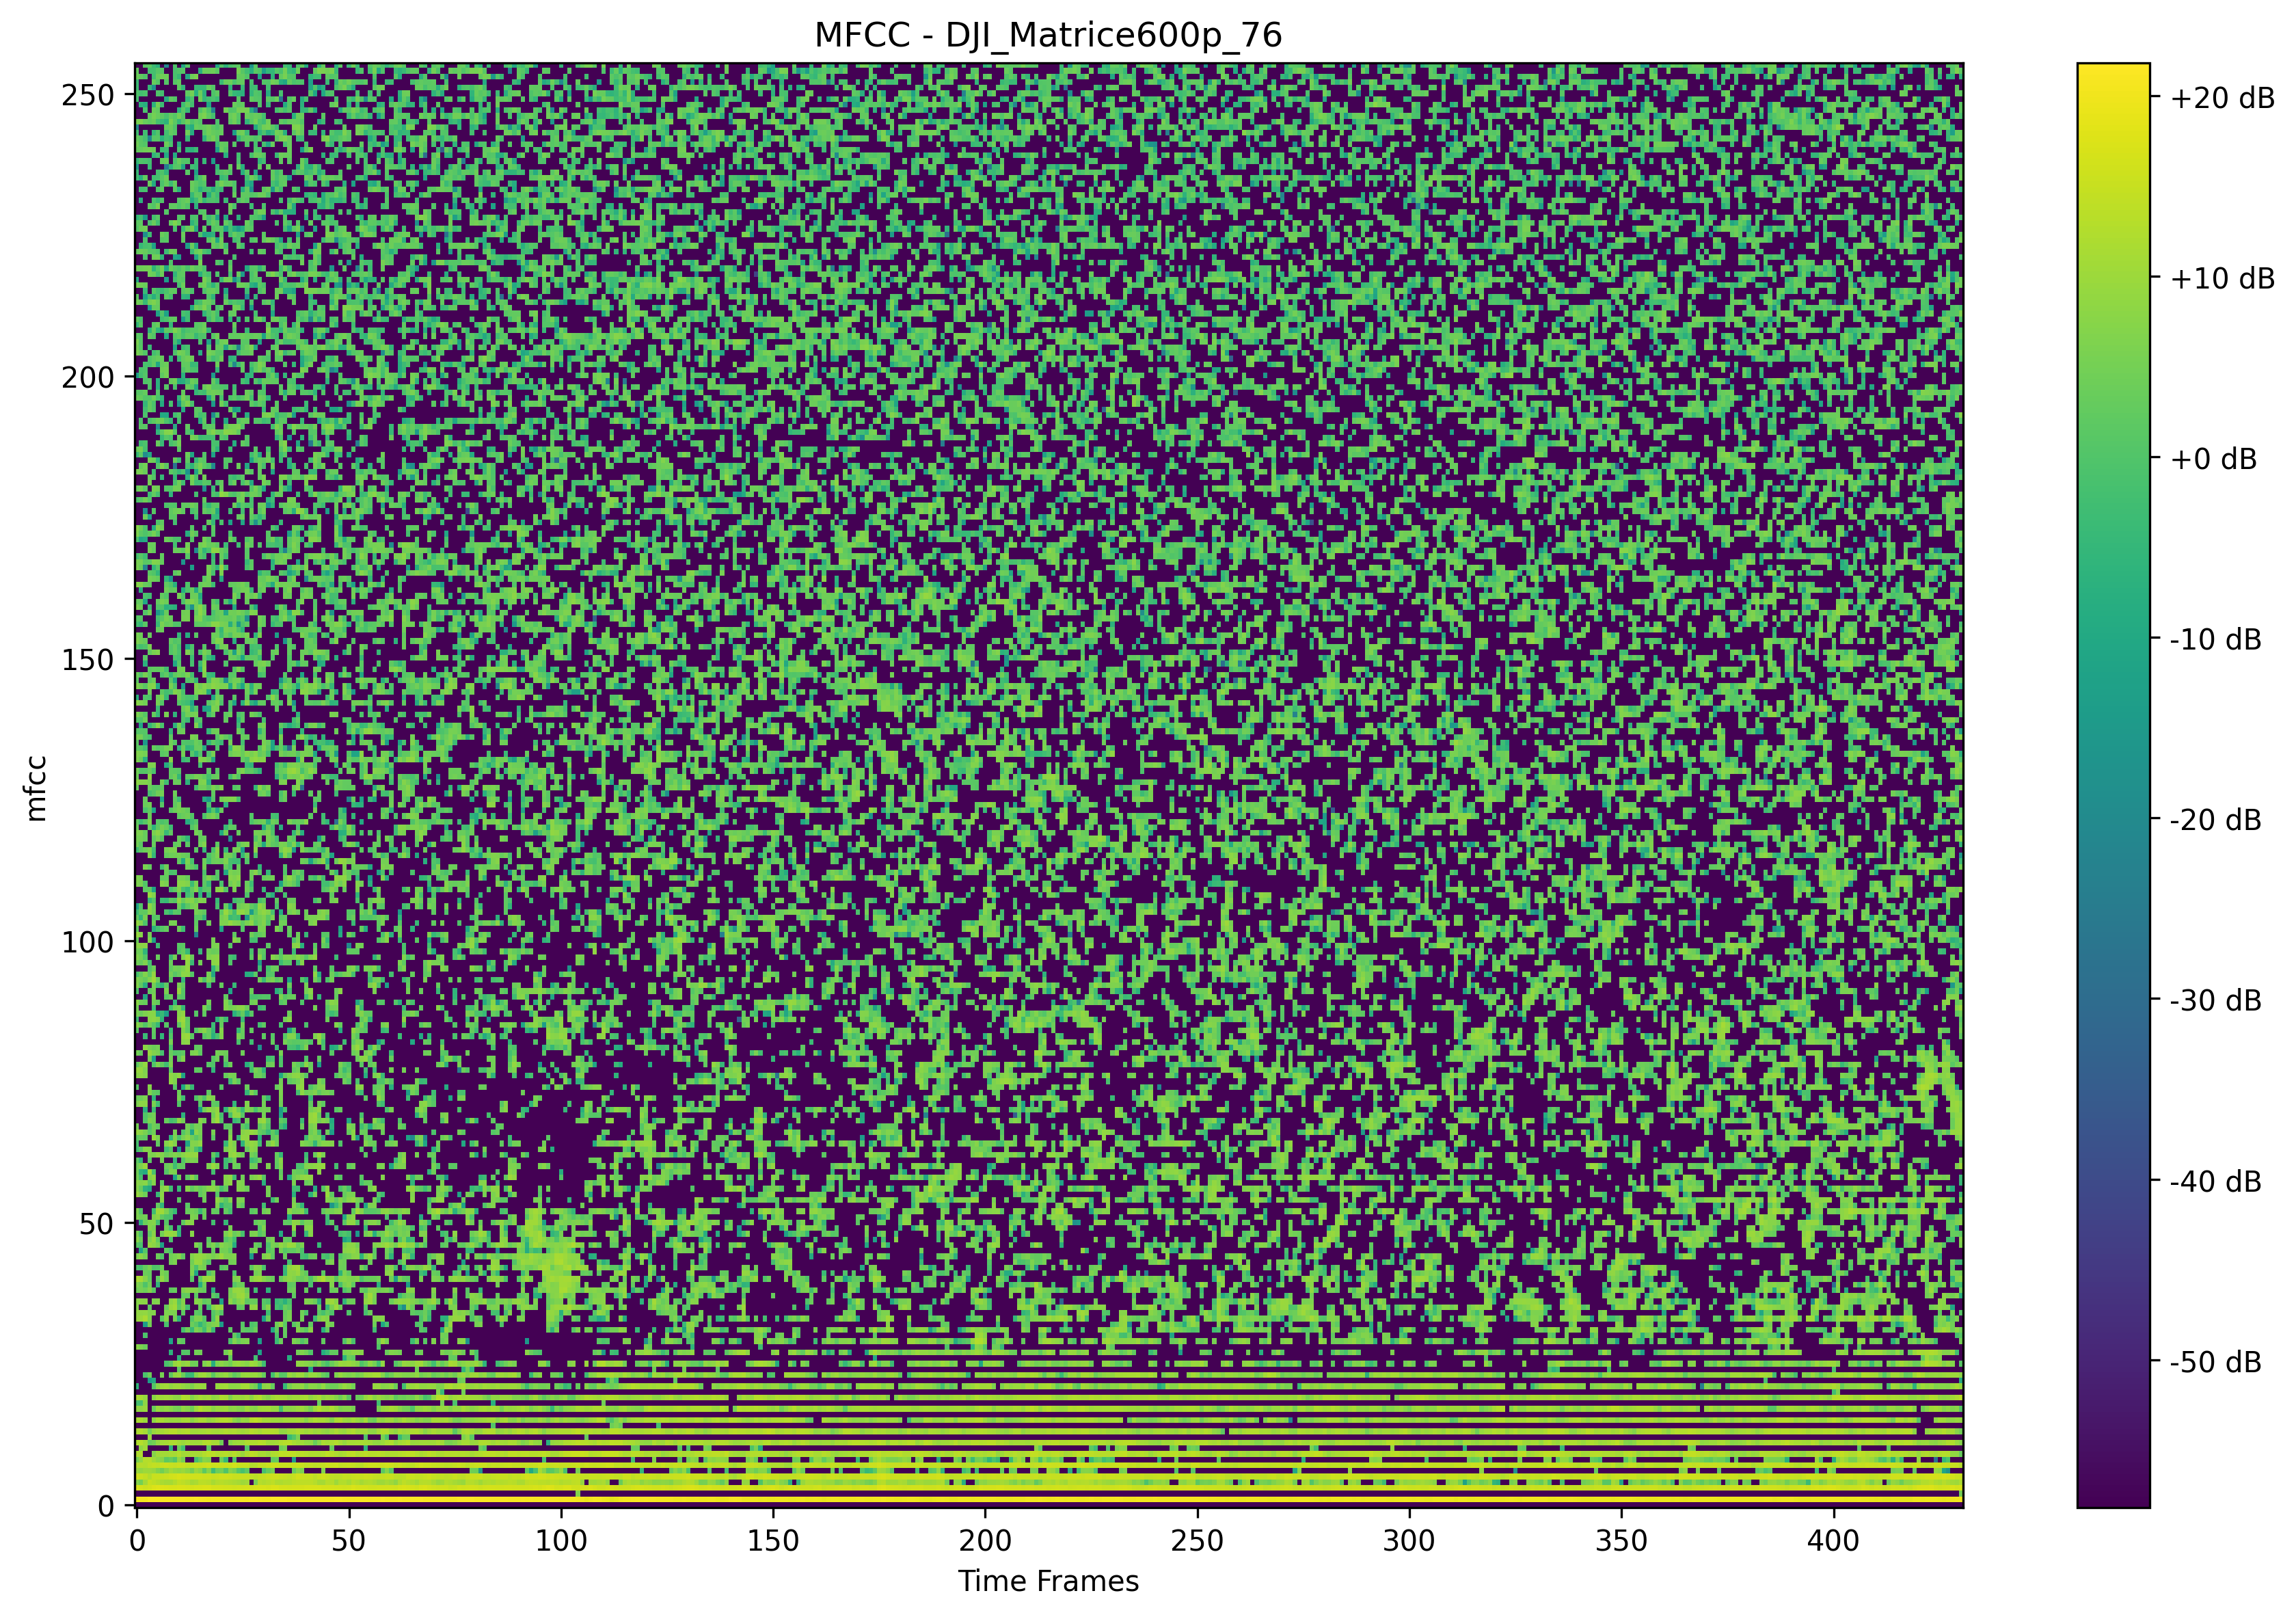 MFCC - DJI_Matrice600p_76
250
200
150
100
50
0
mfcc
0 50 100 150 200 250 300 350 400
Time Frames
+20 dB
+10 dB
+0 dB
-10 dB
-20 dB
-30 dB
-40 dB
-50 dB